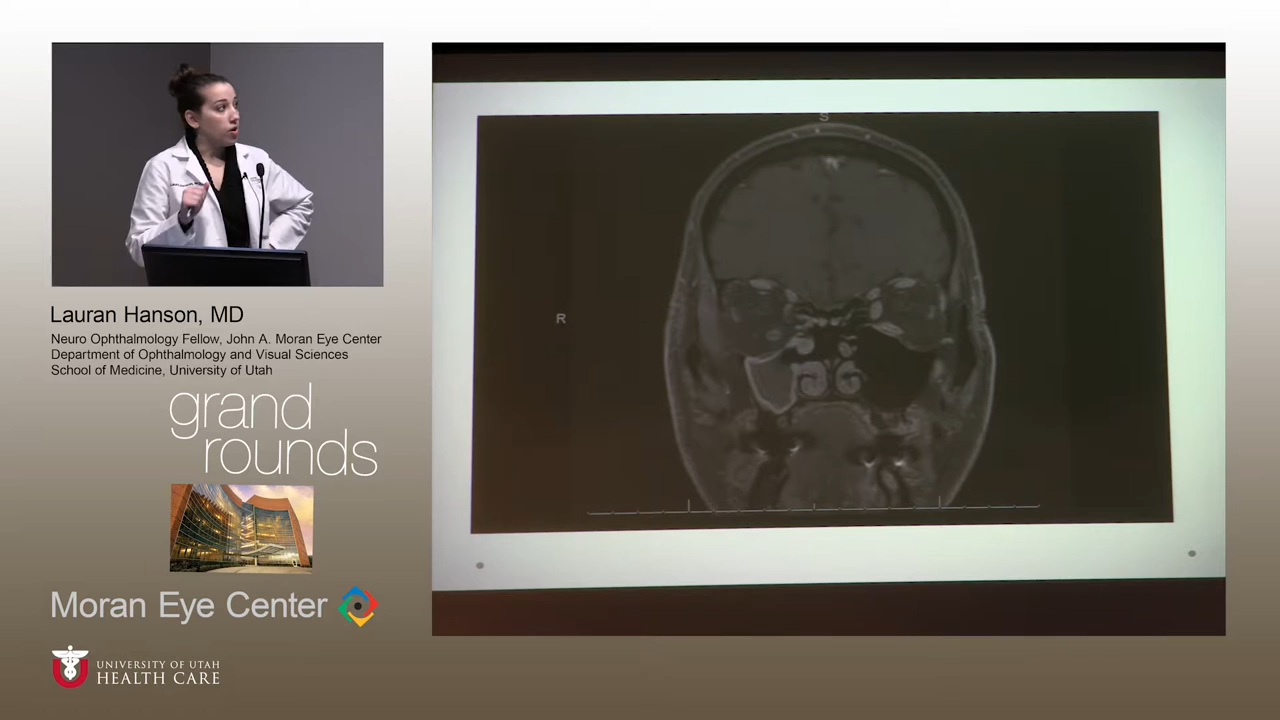 S
R
Lauran Hanson, MD
Neuro Ophthalmology Fellow, John A. Moran Eye Center
Department of Ophthalmology and Visual Sciences
School of Medicine, University of Utah
grand
rounds
Moran Eye Center
UNIVERSITY OF UTAH
HEALTH CARE